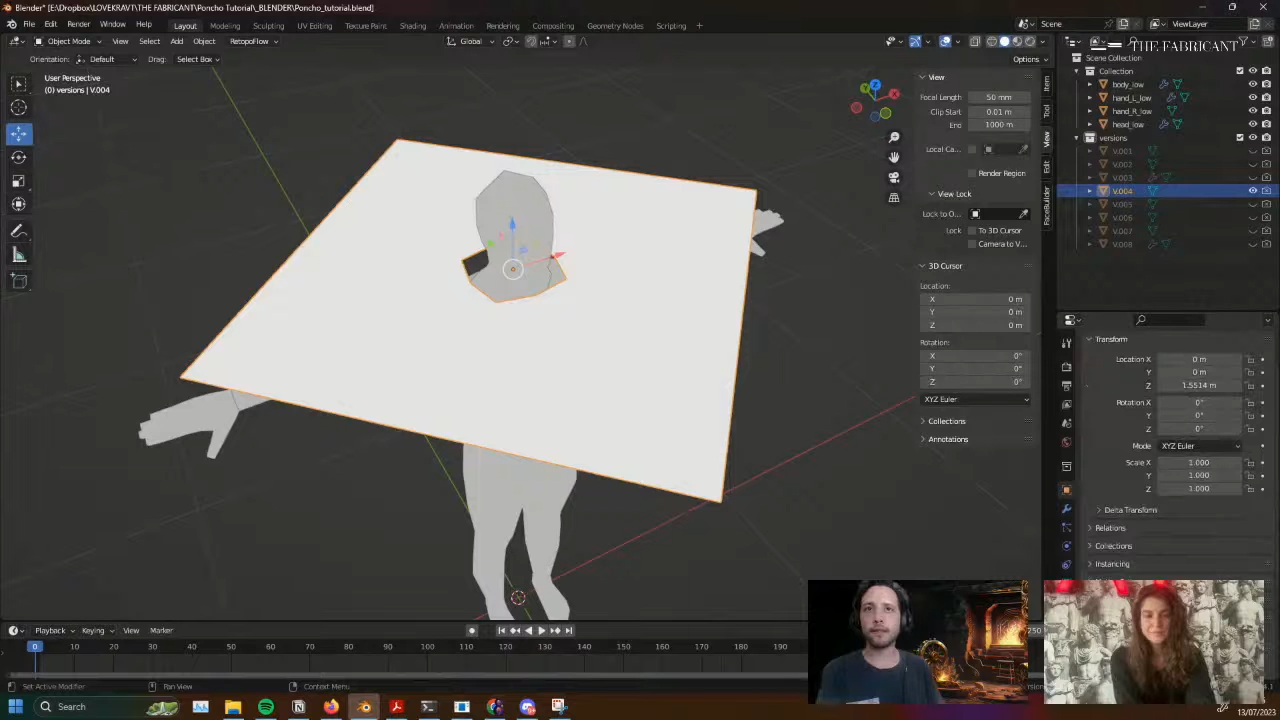 Blender* [E:\Dropbox\LOVEKRAVT\THE FABRICANT\Poncho Tutorial\_BLENDER\Poncho_tutorial.blend]
File Edit Render Window Help Layout Modeling Sculpting UV Editing Texture Paint Shading Animation Rendering Compositing Geometry Nodes Scripting + Scene ViewLayer
Object Mode View Select Add Object RetopoFlow Global THE FABRICANT
Orientation: Default Drag: Select Box Options
User Perspective
(0) versions | V.004
View
Focal Length 50 mm
Clip Start 0.01 m
End 1000 m
Local Ca...
Render Region
View Lock
Lock to O...
Lock To 3D Cursor
Camera to V...
3D Cursor
Location:
X 0 m
Y 0 m
Z 0 m
Rotation:
X 0°
Y 0°
Z 0°
XYZ Euler
Collections
Annotations
Item
Tool
View
Edit
FaceBuilder
Scene Collection
Collection
body_low
hand_L_low
hand_R_low
head_low
versions
V.001
V.002
V.003
V.004
V.005
V.006
V.007
V.008
Transform
Location X 0 m
Y 0 m
Z 1.5514 m
Rotation X 0°
Y 0°
Z 0°
Mode XYZ Euler
Scale X 1.000
Y 1.000
Z 1.000
Delta Transform
Relations
Collections
Instancing
Playback Keying View Marker 250
0 10 20 30 40 50 60 70 80 90 100 110 120 130 140 150 160 170 180 190
Set Active Modifier Pan View Context Menu
Search
13/07/2023